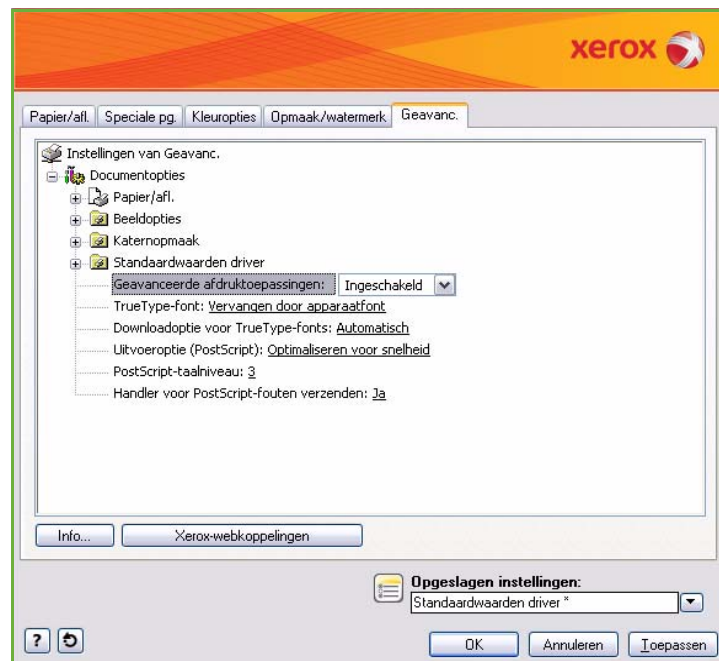 xerox
Papier/afl. Speciale pg. Kleuropties Opmaak/watermerk Geavanc.
Instellingen van Geavanc.
Documentopties
Papier/afl.
Beeldopties
Katernopmaak
Standaardwaarden driver
Geavanceerde afdruktoepassingen: Ingeschakeld
TrueType-font: Vervangen door apparaatfont
Downloadoptie voor TrueType-fonts: Automatisch
Uitvoeroptie (PostScript): Optimaliseren voor snelheid
PostScript-taalniveau: 3
Handler voor PostScript-fouten verzenden: Ja
Info... Xerox-webkoppelingen
Opgeslagen instellingen:
Standaardwaarden driver *
? OK Annuleren Toepassen